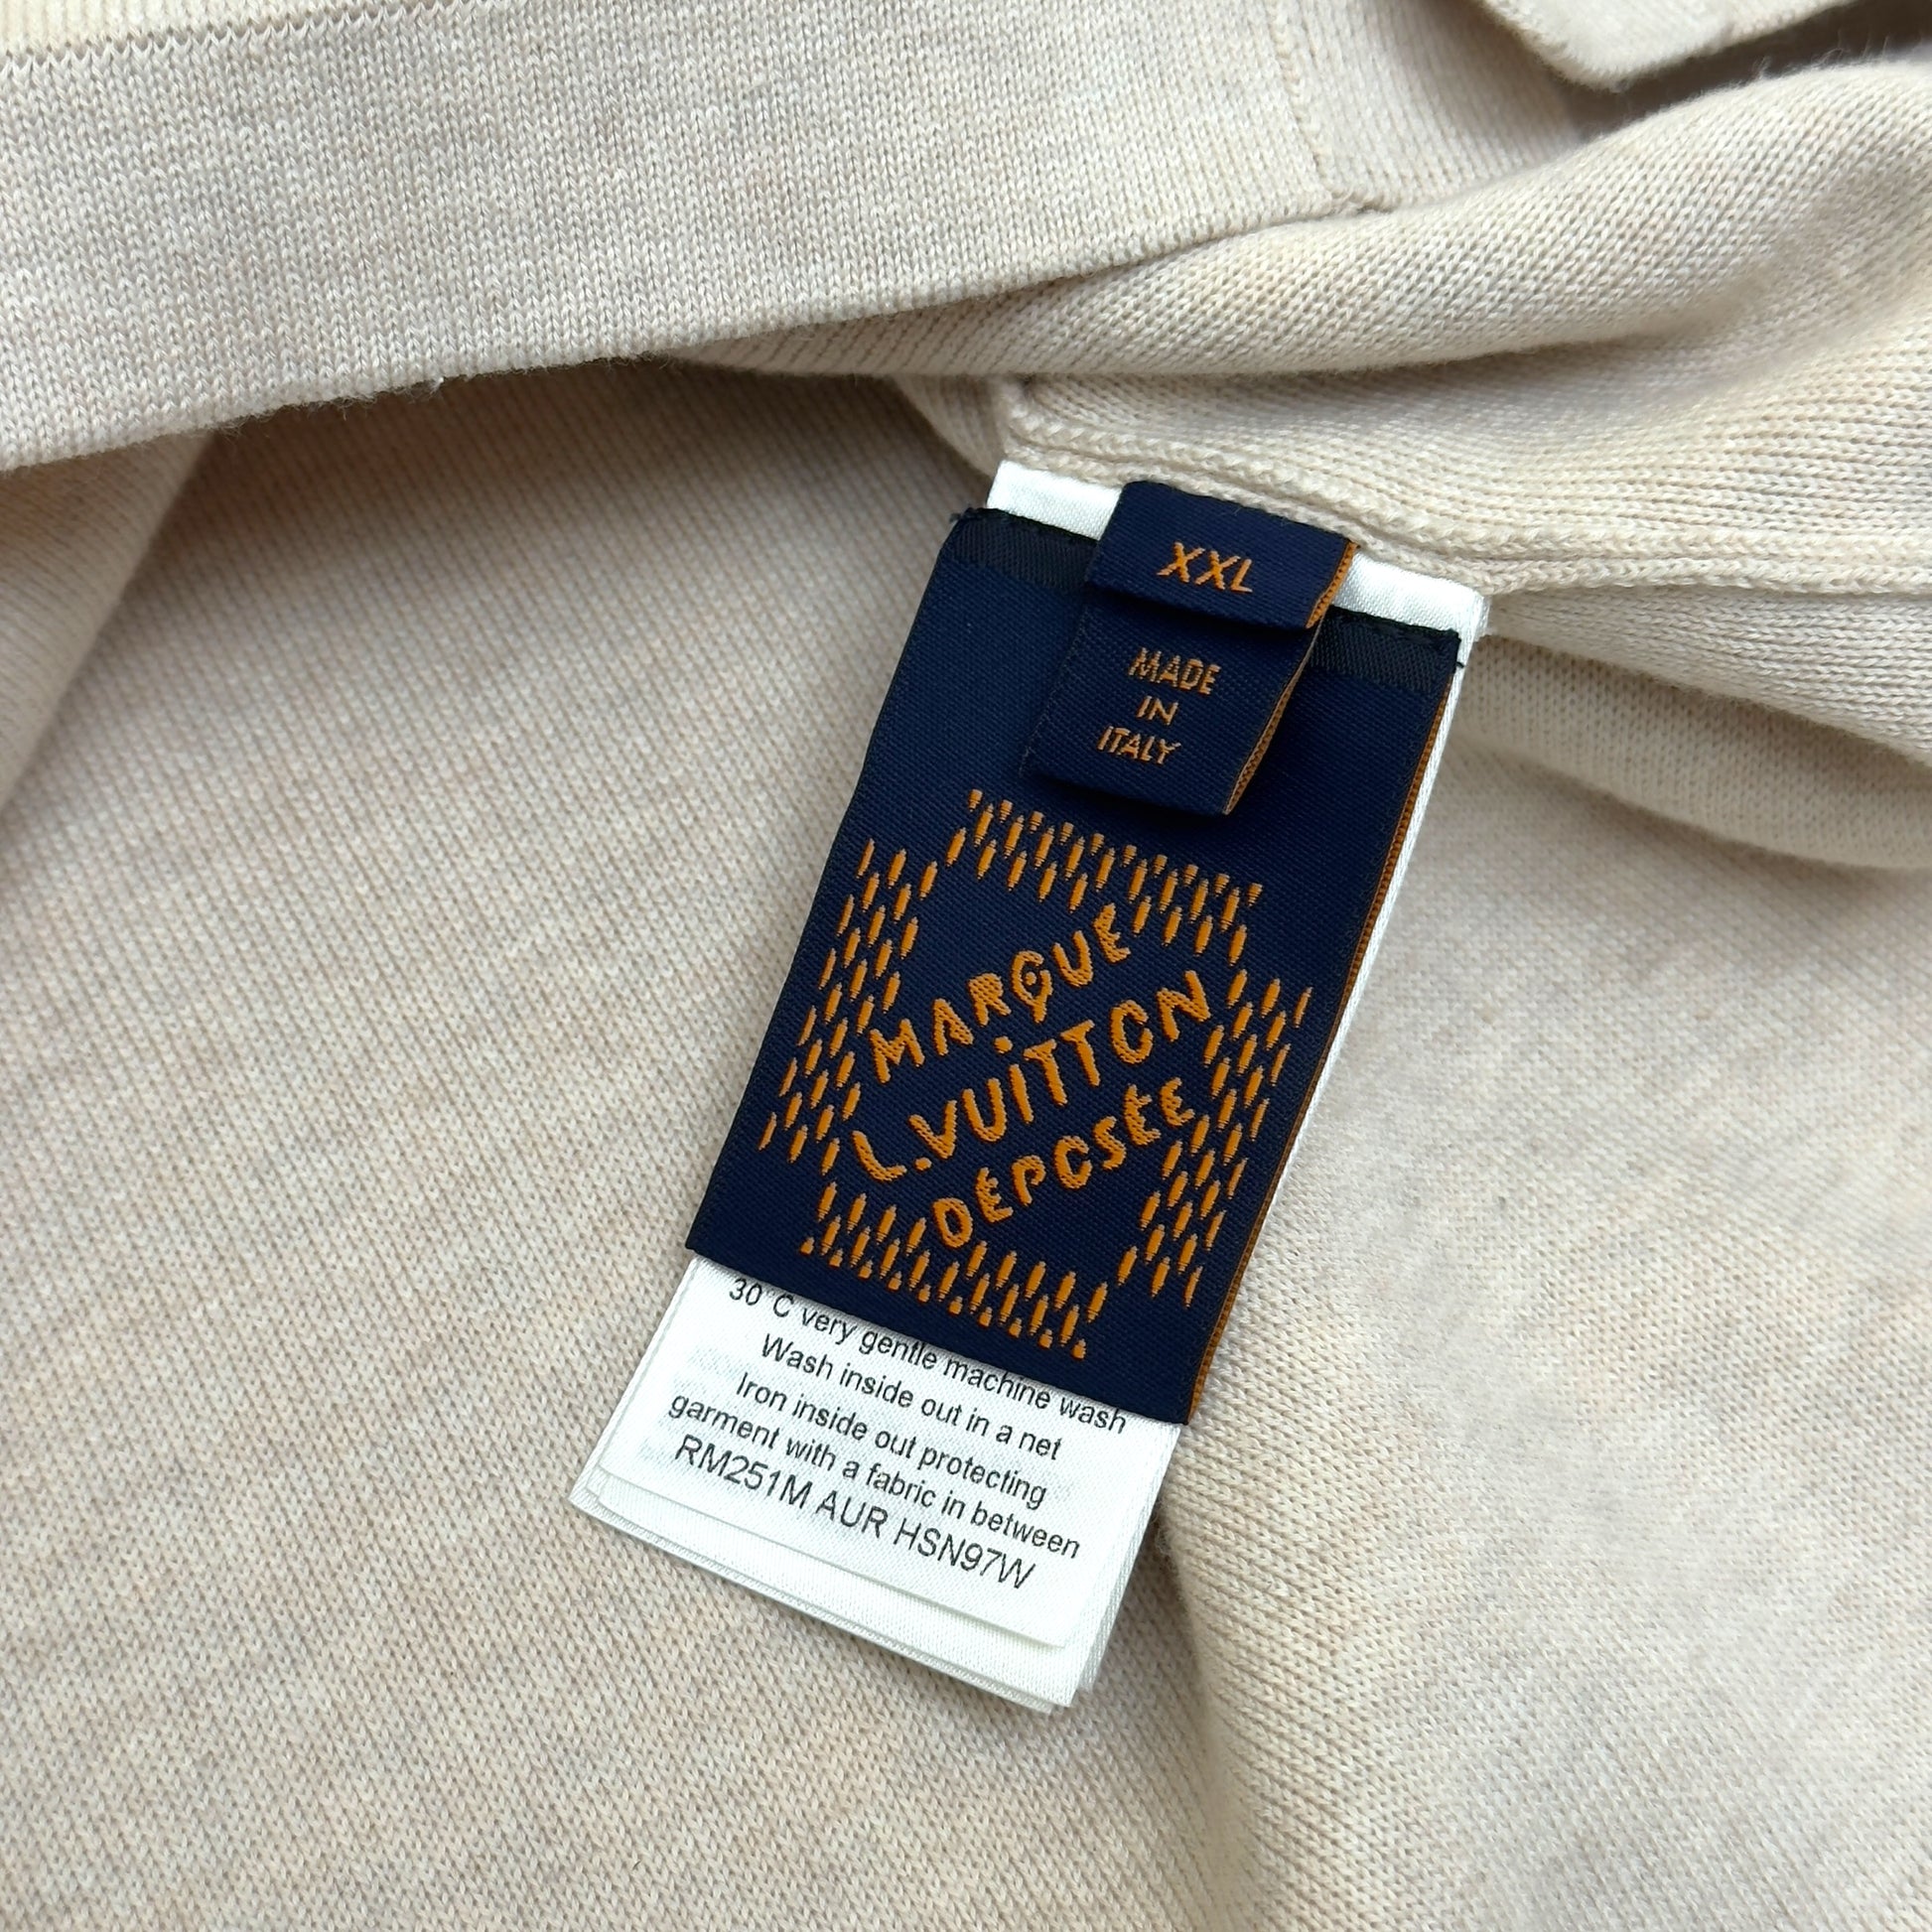 XXL
MADE
IN
ITALY
MARQUE
L.VUITTON
DÉPOSÉE
30°C very gentle machine wash
Wash inside out in a net
Iron inside out protecting
garment with a fabric in between
RM251M AUR HSN97W